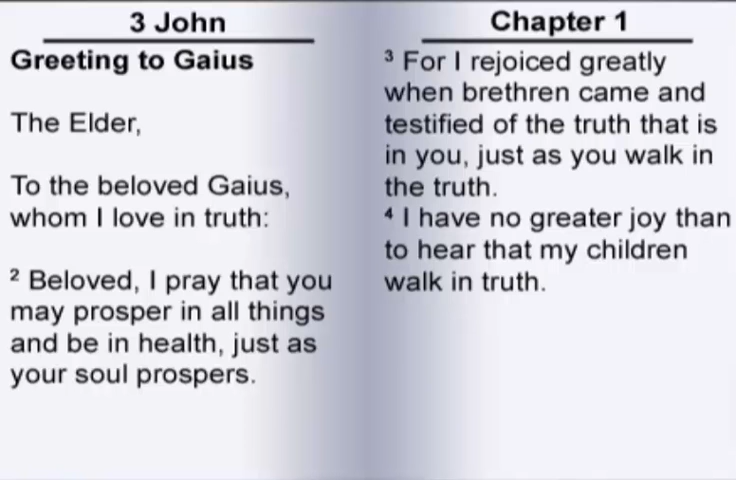 3 John
Greeting to Gaius
The Elder,
To the beloved Gaius,
whom I love in truth:
² Beloved, I pray that you
may prosper in all things
and be in health, just as
your soul prospers.
Chapter 1
³ For I rejoiced greatly
when brethren came and
testified of the truth that is
in you, just as you walk in
the truth.
⁴ I have no greater joy than
to hear that my children
walk in truth.